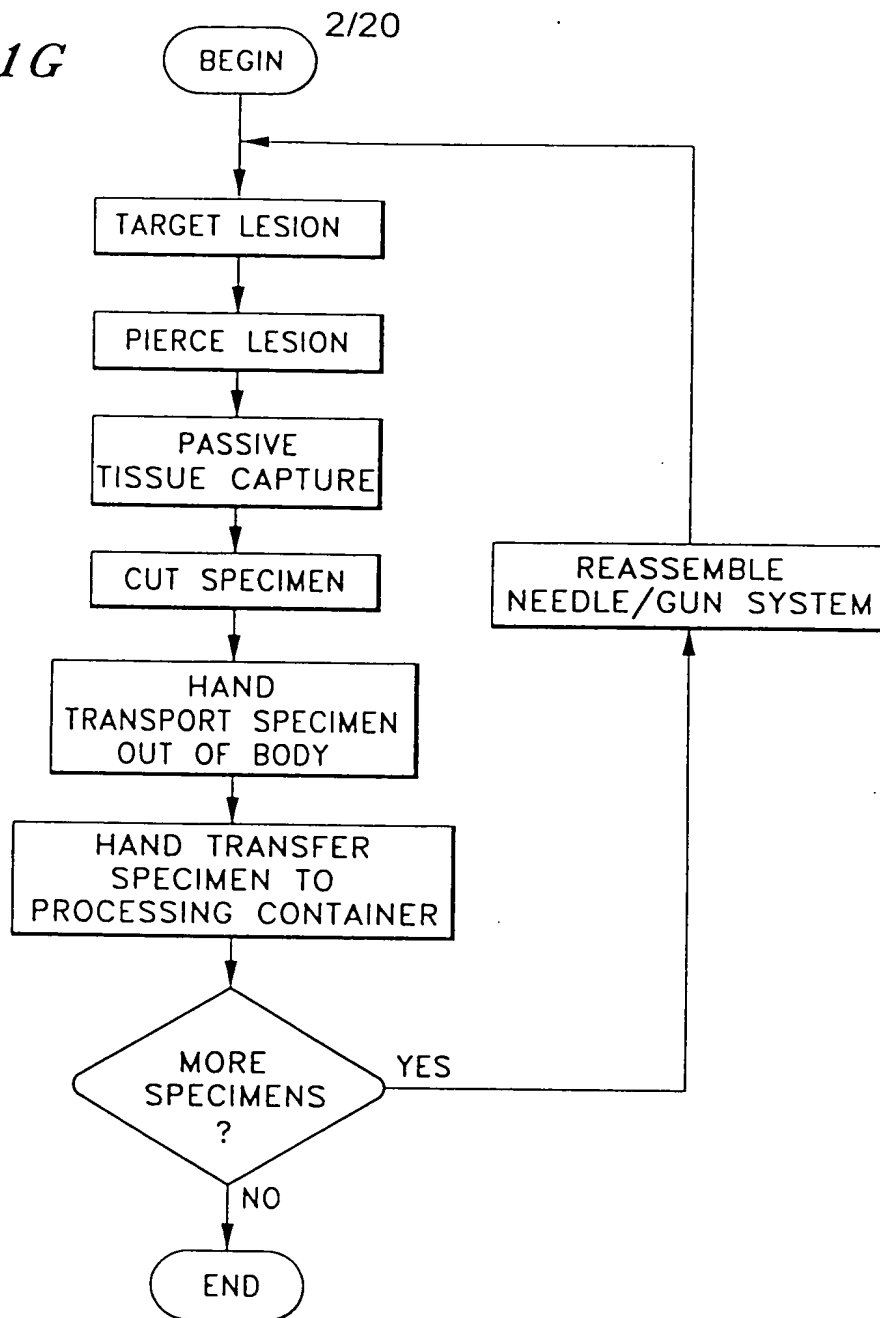 1G
2/20
BEGIN
TARGET LESION
PIERCE LESION
PASSIVE
TISSUE CAPTURE
CUT SPECIMEN
REASSEMBLE
NEEDLE/GUN SYSTEM
HAND
TRANSPORT SPECIMEN
OUT OF BODY
HAND TRANSFER
SPECIMEN TO
PROCESSING CONTAINER
MORE
SPECIMENS
?
YES
NO
END